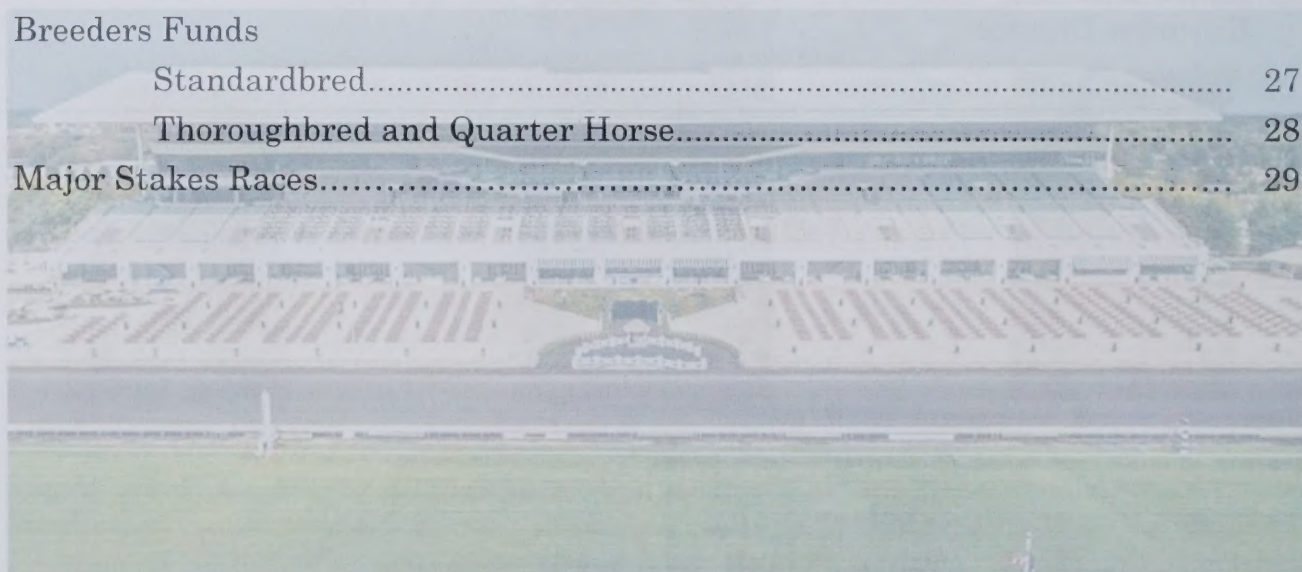 Breeders Funds
Standardbred........................................................................................... 27
Thoroughbred and Quarter Horse............................................................ 28
Major Stakes Races.................................................................................. 29